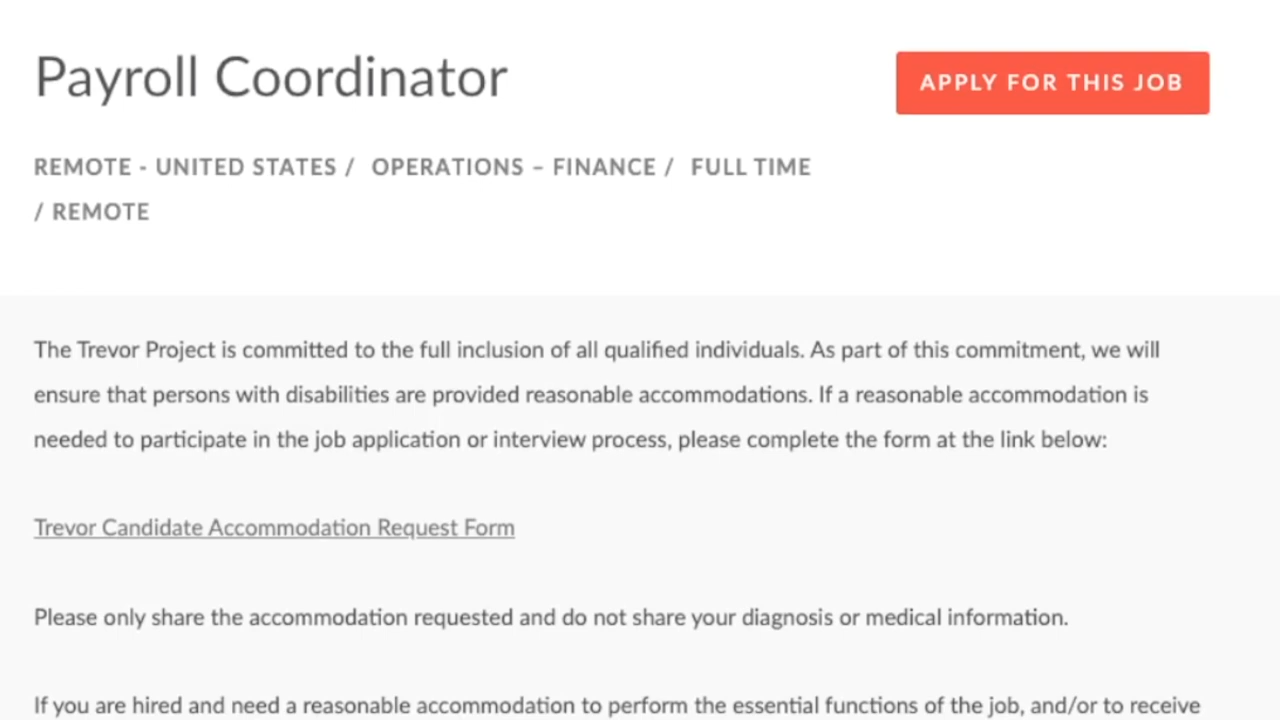 Payroll Coordinator
APPLY FOR THIS JOB
REMOTE - UNITED STATES / OPERATIONS – FINANCE / FULL TIME
/ REMOTE
The Trevor Project is committed to the full inclusion of all qualified individuals. As part of this commitment, we will
ensure that persons with disabilities are provided reasonable accommodations. If a reasonable accommodation is
needed to participate in the job application or interview process, please complete the form at the link below:
Trevor Candidate Accommodation Request Form
Please only share the accommodation requested and do not share your diagnosis or medical information.
If you are hired and need a reasonable accommodation to perform the essential functions of the job, and/or to receive